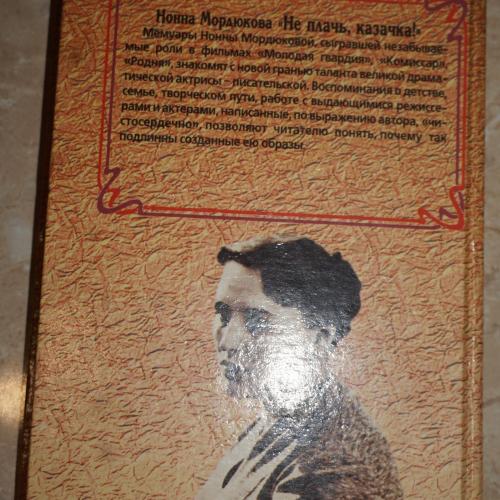 Нонна Мордюкова «Не плачь, казачка!»
Мемуары Нонны Мордюковой, сыгравшей незабывае-
мые роли в фильмах «Молодая гвардия», «Комиссар»,
«Родня», знакомят с новой гранью таланта великой драма-
тической актрисы – писательской. Воспоминания о детстве,
семье, творческом пути, работе с выдающимися режиссе-
рами и актерами, написанные, по выражению автора, «чи-
стосердечно», позволяют читателю понять, почему так
подлинны созданные ею образы.